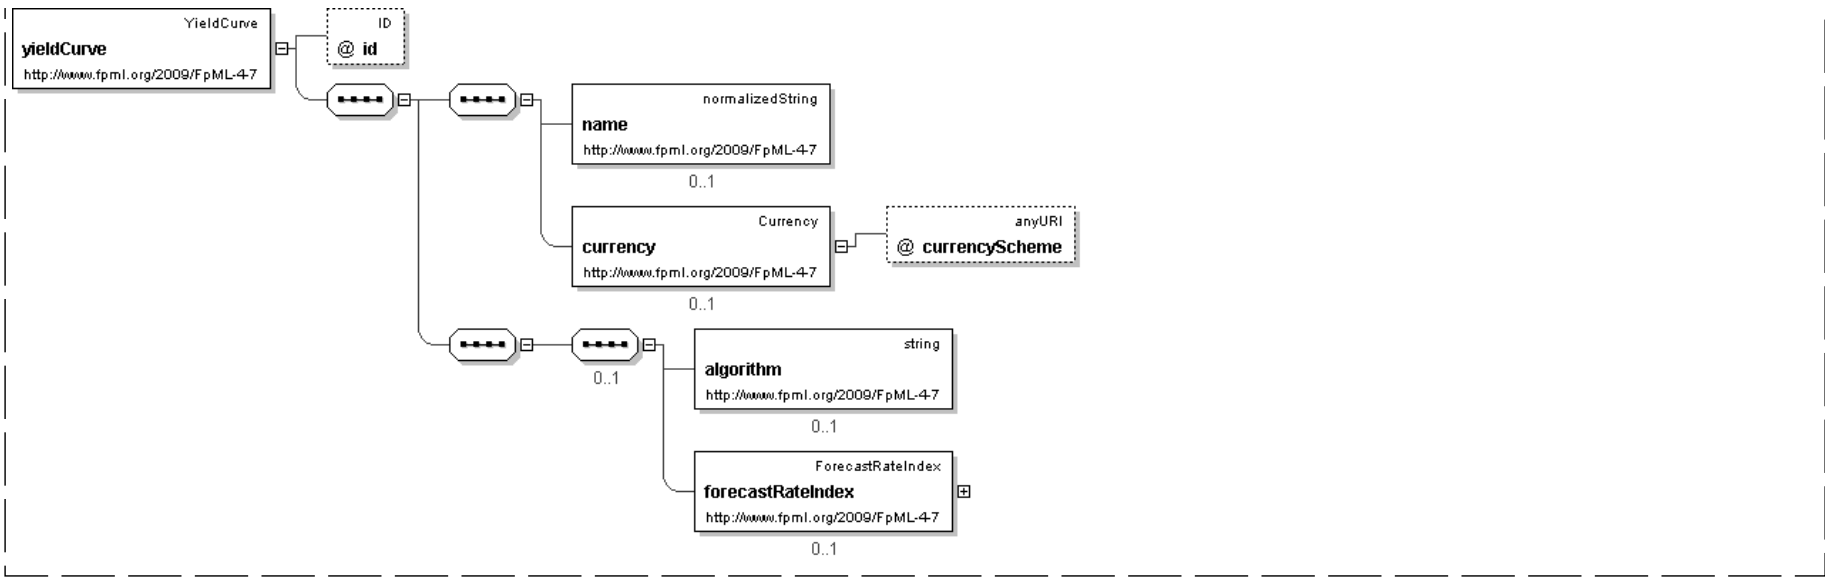 YieldCurve
yieldCurve
http://www.fpml.org/2009/FpML-4-7
ID
@ id
normalizedString
name
http://www.fpml.org/2009/FpML-4-7
0..1
Currency
currency
http://www.fpml.org/2009/FpML-4-7
0..1
anyURI
@ currencyScheme
0..1
string
algorithm
http://www.fpml.org/2009/FpML-4-7
0..1
ForecastRateIndex
forecastRateIndex
http://www.fpml.org/2009/FpML-4-7
0..1